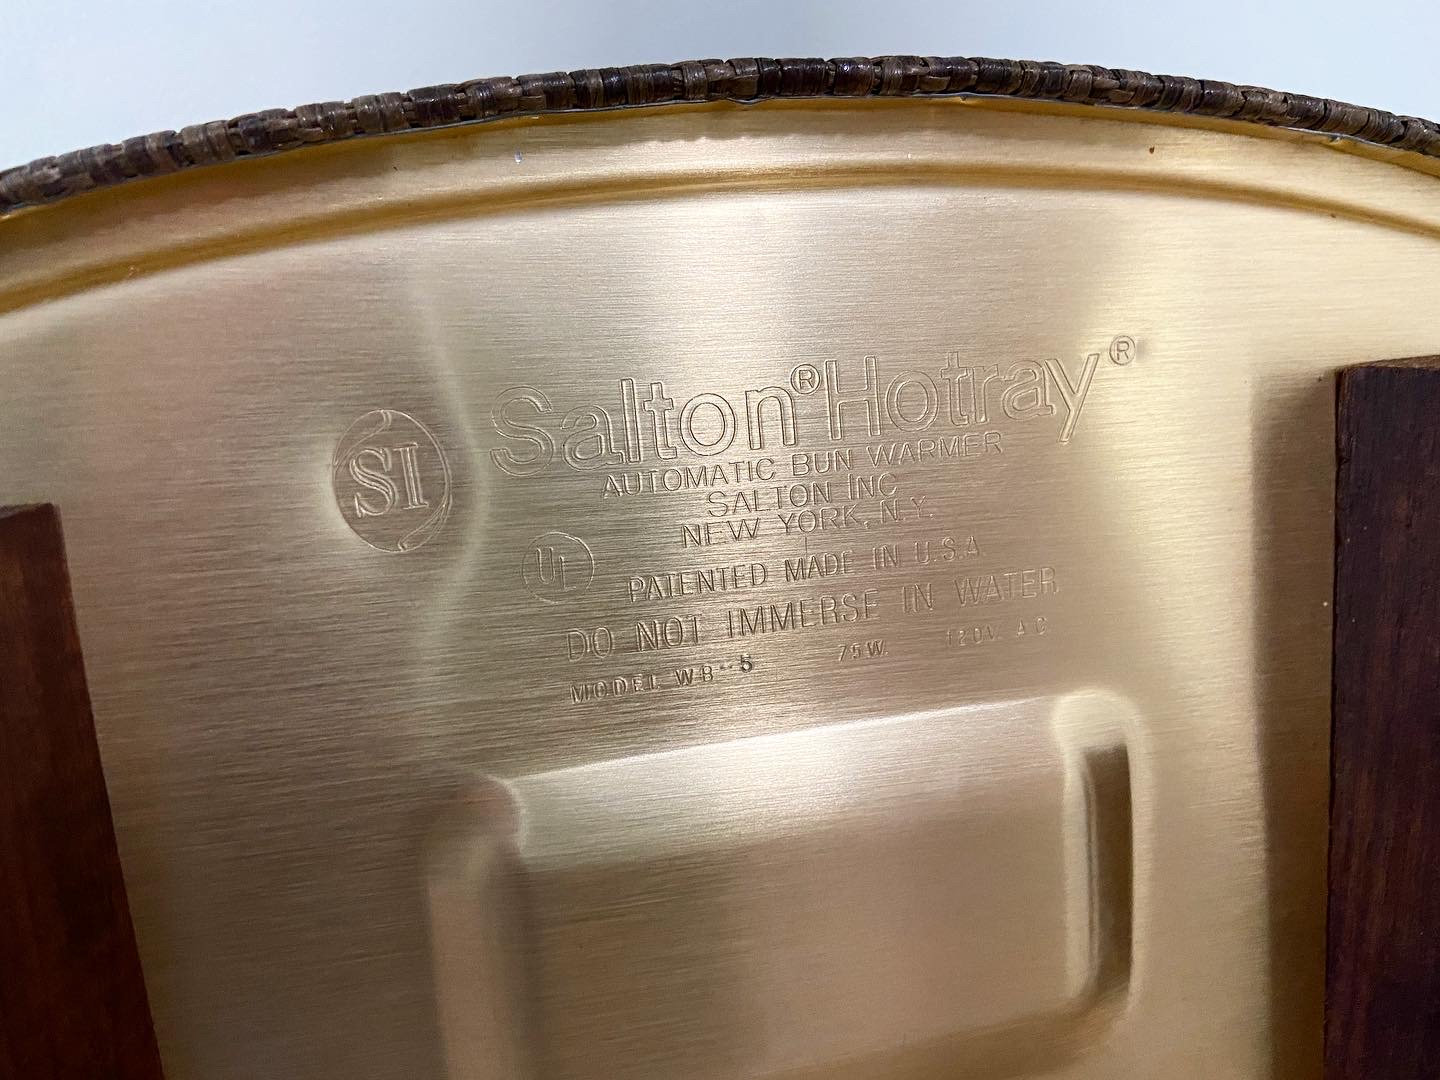 SI
Salton® Hotray®
AUTOMATIC BUN WARMER
SALTON INC
NEW YORK, N.Y.
UL
PATENTED MADE IN U.S.A
DO NOT IMMERSE IN WATER
MODEL WB-5 75W. 120V. A C